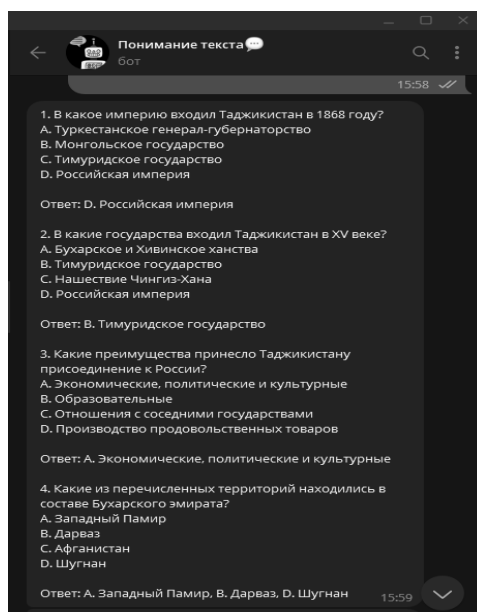 Понимание текста💬
бот
15:58
1. В какое империю входил Таджикистан в 1868 году?
A. Туркестанское генерал-губернаторство
B. Монгольское государство
C. Тимуридское государство
D. Российская империя
Ответ: D. Российская империя
2. В какие государства входил Таджикистан в XV веке?
A. Бухарское и Хивинское ханства
B. Тимуридское государство
C. Нашествие Чингиз-Хана
D. Российская империя
Ответ: B. Тимуридское государство
3. Какие преимущества принесло Таджикистану
присоединение к России?
A. Экономические, политические и культурные
B. Образовательные
C. Отношения с соседними государствами
D. Производство продовольственных товаров
Ответ: A. Экономические, политические и культурные
4. Какие из перечисленных территорий находились в
составе Бухарского эмирата?
A. Западный Памир
B. Дарваз
C. Афганистан
D. Шугнан
Ответ: A. Западный Памир, B. Дарваз, D. Шугнан
15:59